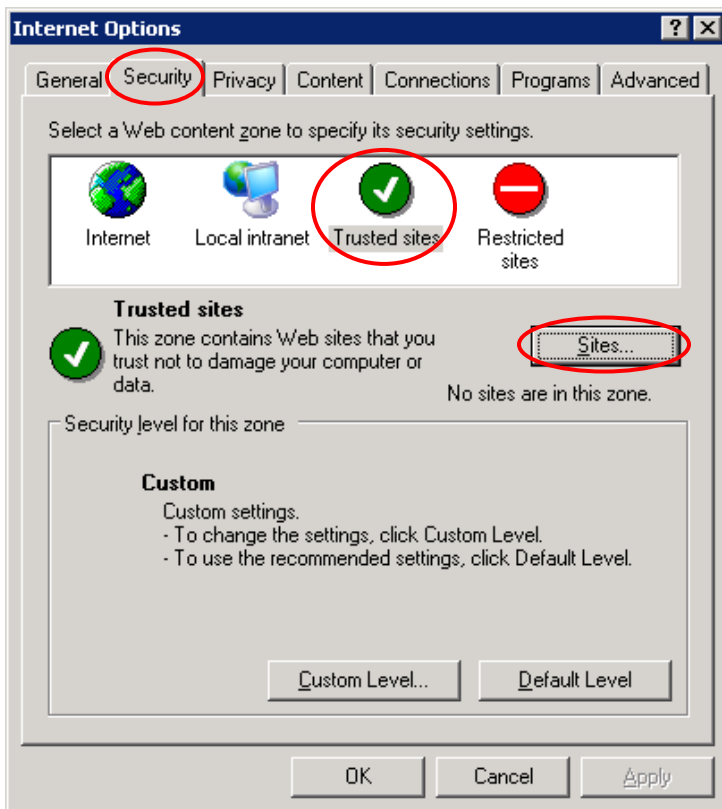 Internet Options
General Security Privacy Content Connections Programs Advanced
Select a Web content zone to specify its security settings.
Internet Local intranet Trusted sites Restricted
sites
Trusted sites
This zone contains Web sites that you
trust not to damage your computer or
data.
Sites...
No sites are in this zone.
Security level for this zone
Custom
Custom settings.
- To change the settings, click Custom Level.
- To use the recommended settings, click Default Level.
Custom Level... Default Level
OK Cancel Apply